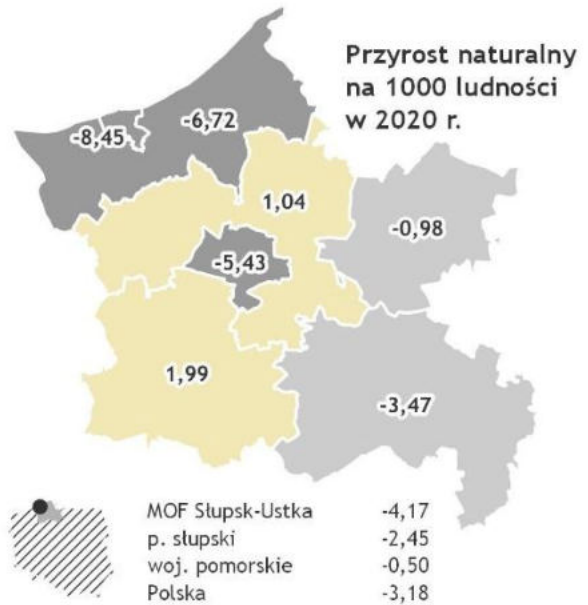 Przyrost naturalny
na 1000 ludności
w 2020 r.
-8,45
-6,72
1,04
-0,98
-5,43
1,99
-3,47
MOF Słupsk-Ustka -4,17
p. słupski -2,45
woj. pomorskie -0,50
Polska -3,18